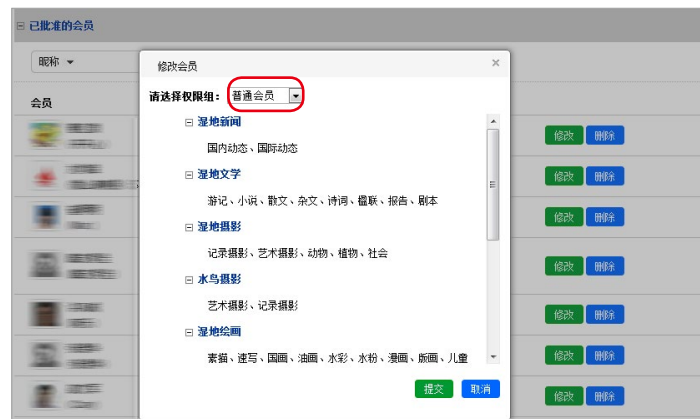 已批准的会员
昵称
修改会员
×
会员
请选择权限组：普通会员
湿地新闻
国内动态、国际动态
湿地文学
游记、小说、散文、杂文、诗词、楹联、报告、剧本
湿地摄影
记录摄影、艺术摄影、动物、植物、社会
水鸟摄影
艺术摄影、记录摄影
湿地绘画
素描、速写、国画、油画、水彩、水粉、漫画、版画、儿童
提交 取消
修改 删除
修改 删除
修改 删除
修改 删除
修改 删除
修改 删除
修改 删除